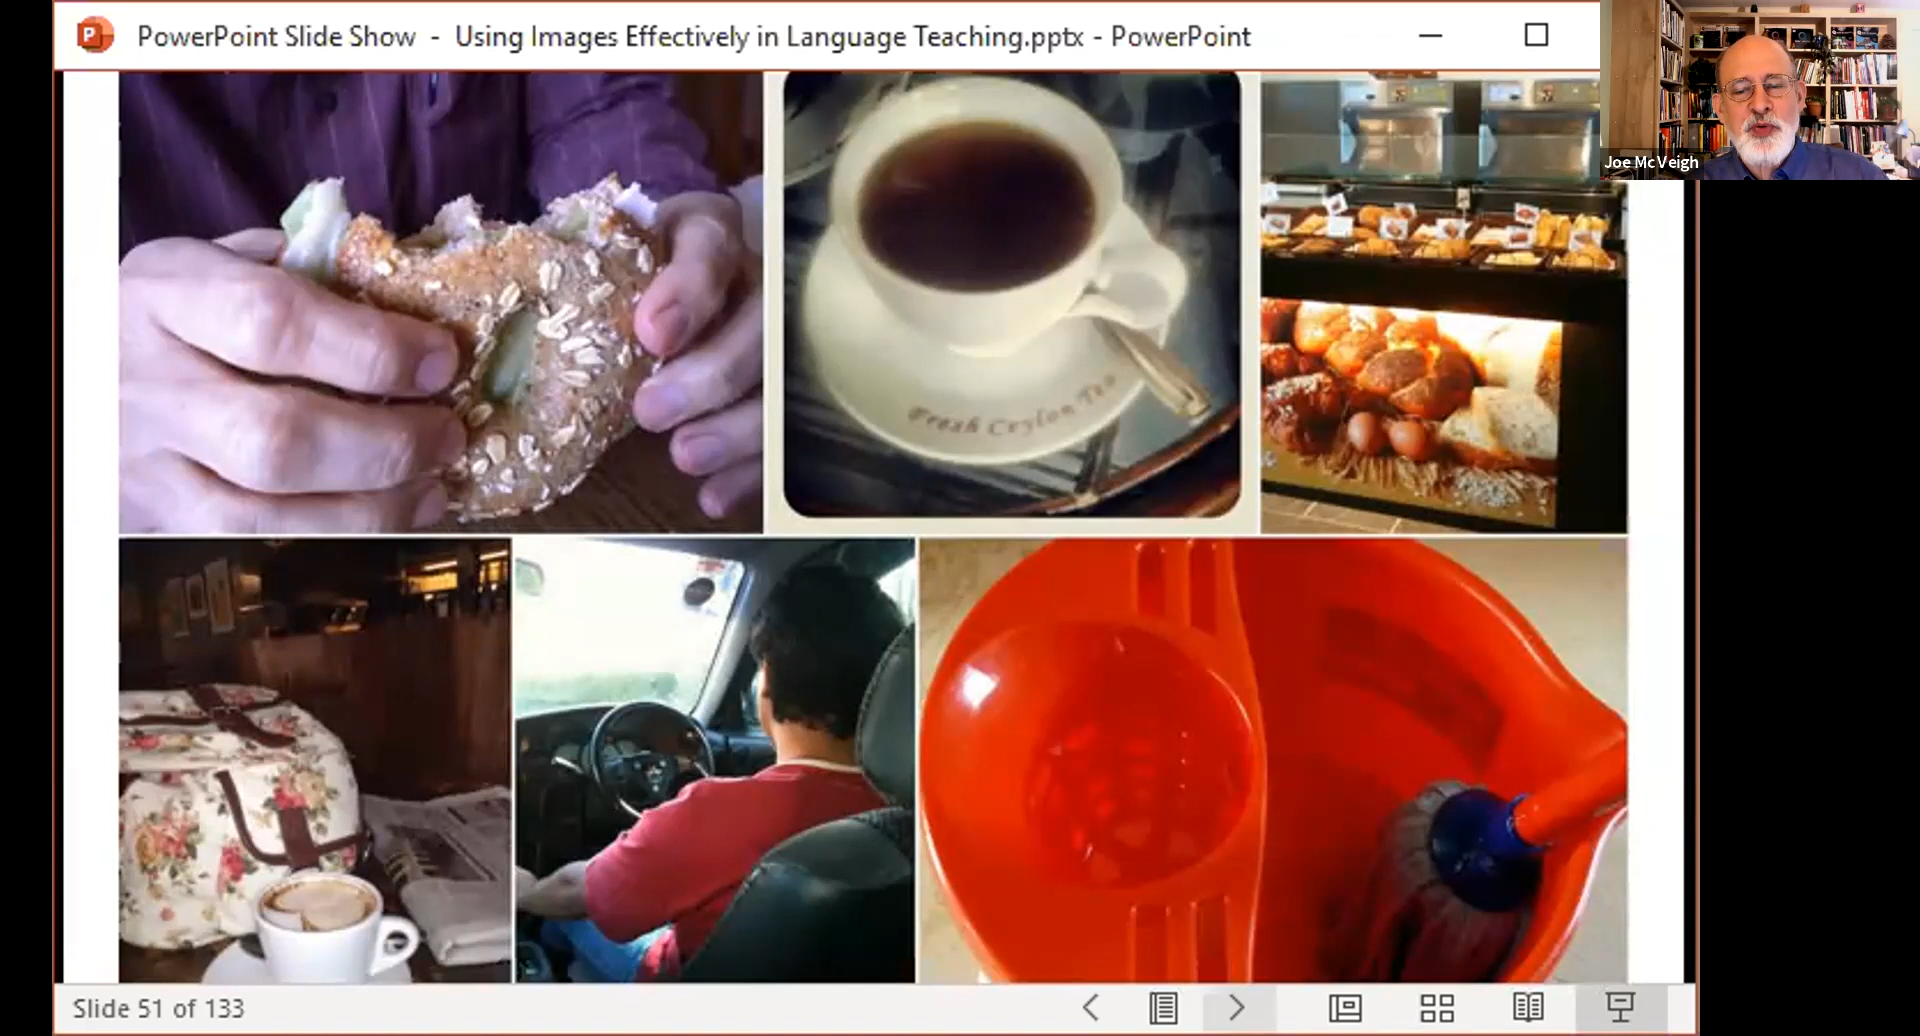 P
PowerPoint Slide Show - Using Images Effectively in Language Teaching.pptx - PowerPoint
Joe McVeigh
Fresh Ceylon Tea
Slide 51 of 133